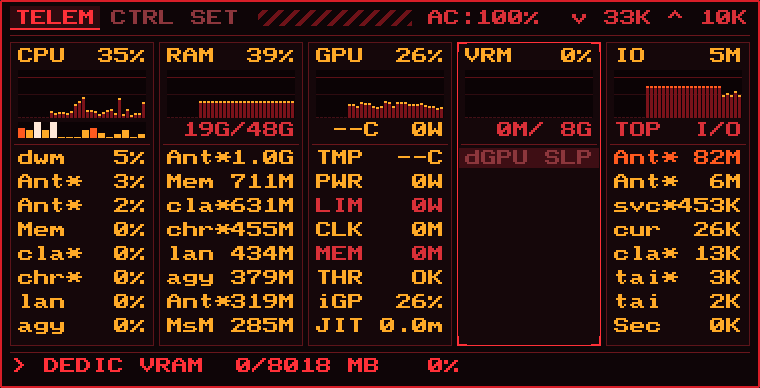 TELEM CTRL SET AC:100% v 33K ^ 10K
CPU 35%
dwm 5%
Ant* 3%
Ant* 2%
Mem 0%
cla* 0%
chr* 0%
lan 0%
agy 0%
RAM 39%
19G/48G
Ant*1.0G
Mem 711M
cla*631M
chr*455M
lan 434M
agy 379M
Ant*319M
MsM 285M
GPU 26%
--C 0W
TMP --C
PWR 0W
LIM 0W
CLK 0M
MEM 0M
THR OK
iGP 26%
JIT 0.0m
VRM 0%
0M/ 8G
dGPU SLP
IO 5M
TOP I/O
Ant* 82M
Ant* 6M
svc*453K
cur 26K
cla* 13K
tai* 3K
tai 2K
Sec 0K
> DEDIC VRAM 0/8018 MB 0%